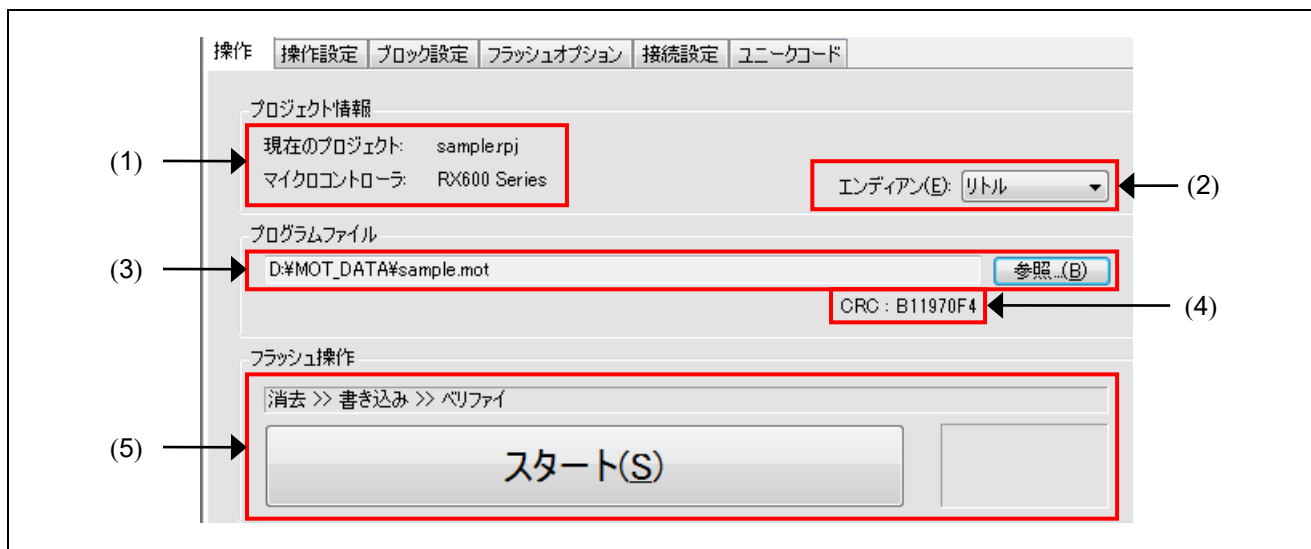 操作 操作設定 ブロック設定 フラッシュオプション 接続設定 ユニークコード
プロジェクト情報
(1) 現在のプロジェクト: sample.rpj
マイクロコントローラ: RX600 Series
エンディアン(E): リトル (2)
プログラムファイル
(3) D:¥MOT_DATA¥sample.mot 参照...(B)
CRC : B11970F4 (4)
フラッシュ操作
消去 >> 書き込み >> ベリファイ
(5) スタート(S)